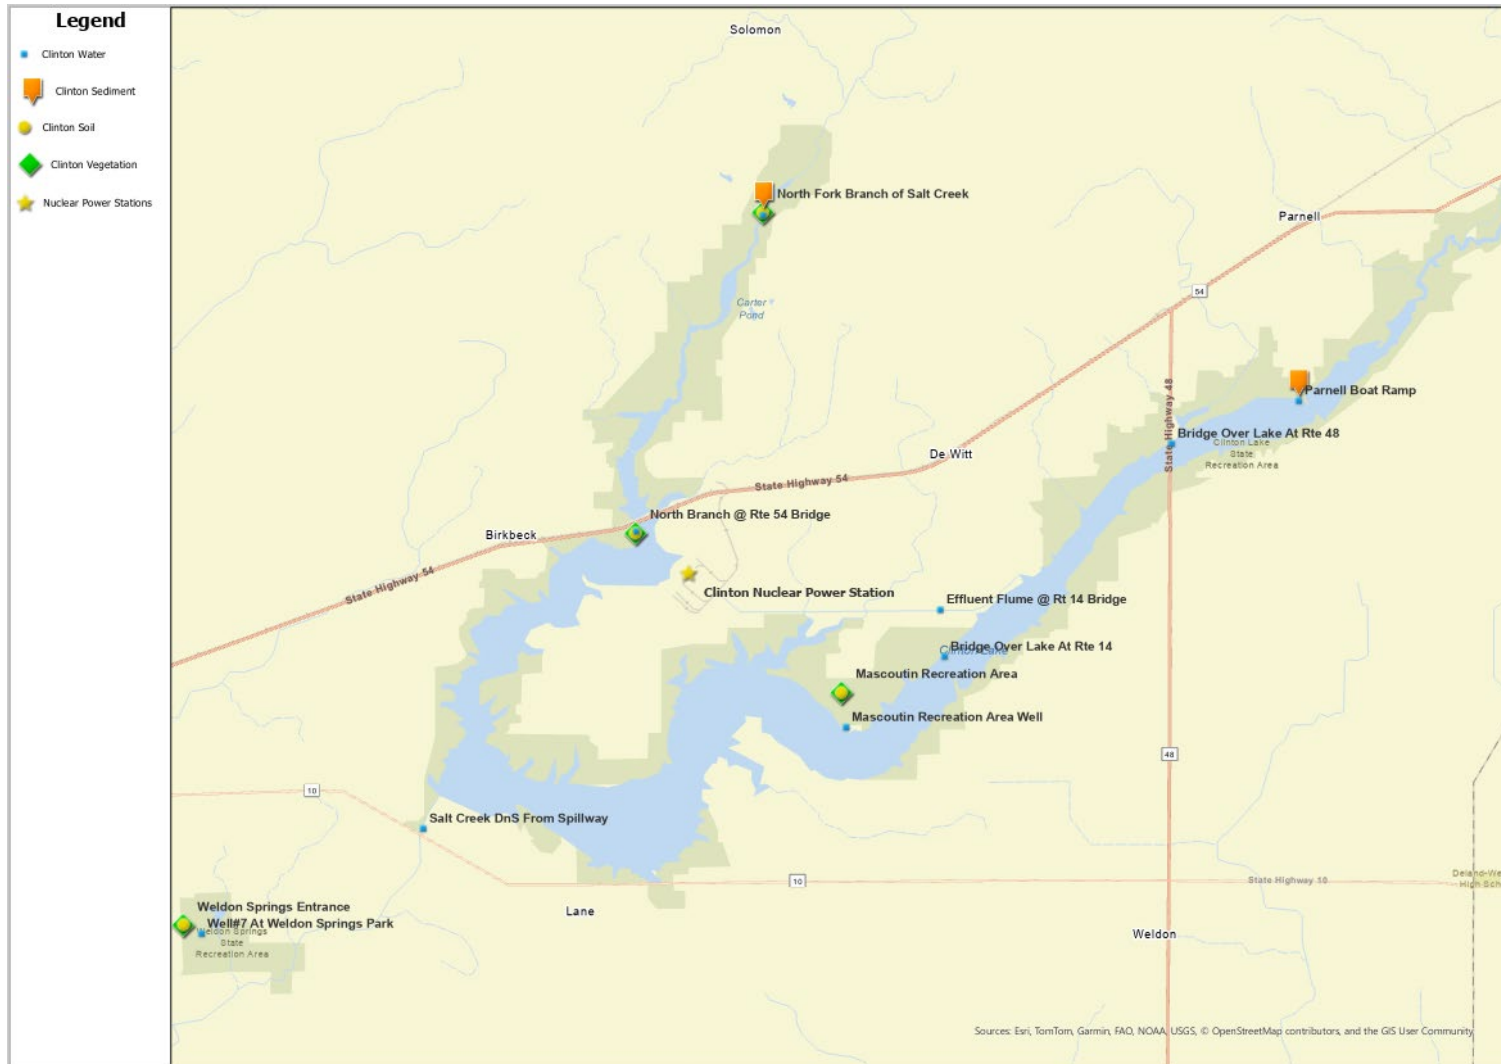 Legend
Clinton Water
Clinton Sediment
Clinton Soil
Clinton Vegetation
Nuclear Power Stations
Solomon
North Fork Branch of Salt Creek
Parnell
54
Carter
Pond
State Highway 48
Parnell Boat Ramp
Bridge Over Lake At Rte 48
Clinton Lake
State
Recreation Area
De Witt
State Highway 54
North Branch @ Rte 54 Bridge
Birkbeck
State Highway 54
Clinton Nuclear Power Station
Effluent Flume @ Rt 14 Bridge
Bridge Over Lake At Rte 14
Clinton Lake
Mascoutin Recreation Area
Mascoutin Recreation Area Well
48
10
Salt Creek DnS From Spillway
10
State Highway 10
Deland-We
High Scho
Weldon Springs Entrance
Well#7 At Weldon Springs Park
Weldon Springs
State
Recreation Area
Lane
Weldon
Sources: Esri, TomTom, Garmin, FAO, NOAA, USGS, © OpenStreetMap contributors, and the GIS User Community